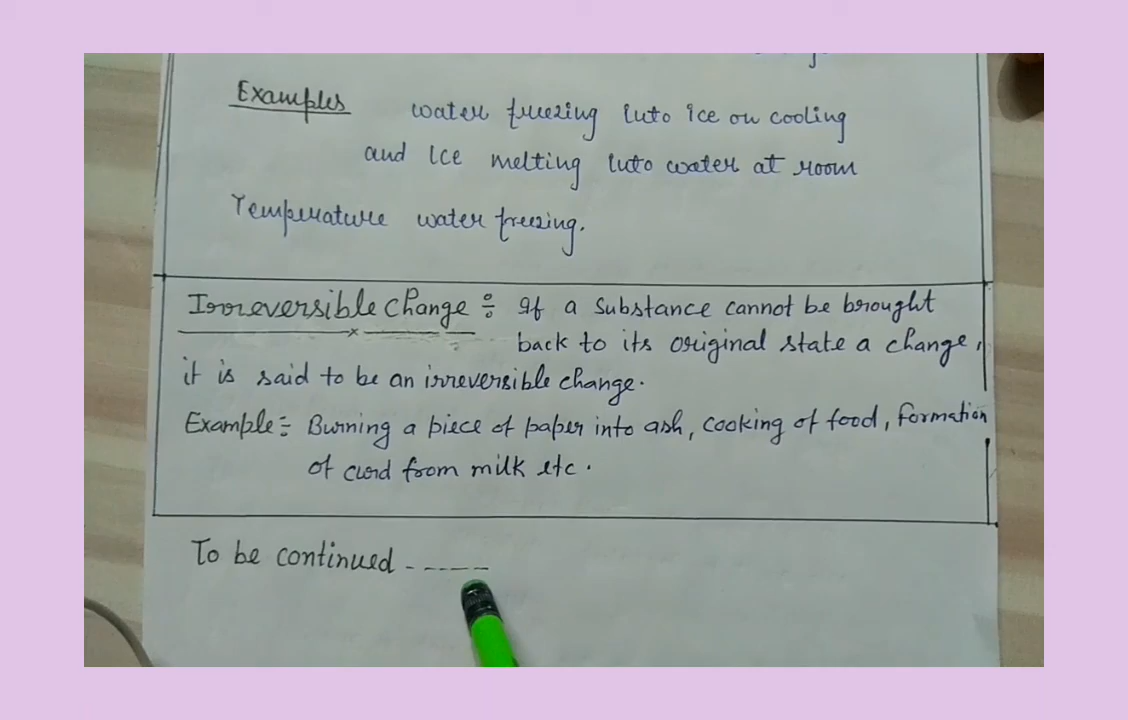 Examples water freezing into ice on cooling
and Ice melting into water at room
Temperature water freezing.
Irreversible change ÷ If a substance cannot be brought
back to its original state a change,
it is said to be an irreversible change.
Example ÷ Burning a piece of paper into ash, cooking of food, formation
of curd from milk etc.
To be continued - - - - -